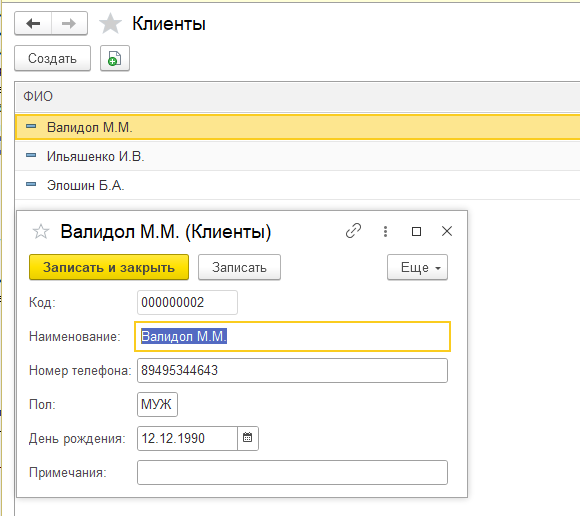 Клиенты
Создать
ФИО
Валидол М.М.
Ильяшенко И.В.
Элошин Б.А.
Валидол М.М. (Клиенты)
Записать и закрыть Записать Еще
Код: 000000002
Наименование: Валидол М.М.
Номер телефона: 89495344643
Пол: МУЖ
День рождения: 12.12.1990
Примечания: